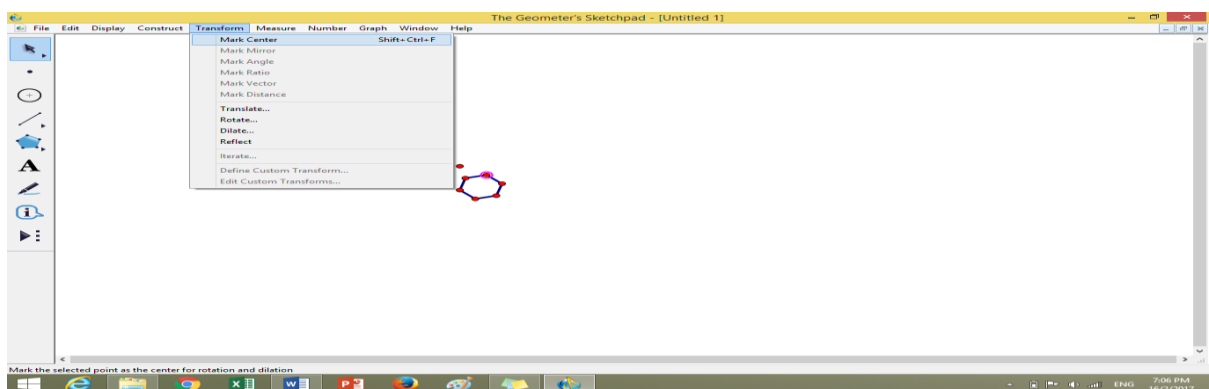 The Geometer's Sketchpad - [Untitled 1]
File Edit Display Construct Transform Measure Number Graph Window Help
Mark Center Shift+Ctrl+F
Mark Mirror
Mark Angle
Mark Ratio
Mark Vector
Mark Distance
Translate...
Rotate...
Dilate...
Reflect
Iterate...
Define Custom Transform...
Edit Custom Transforms...
A
Mark the selected point as the center for rotation and dilation
ENG 7:06 PM